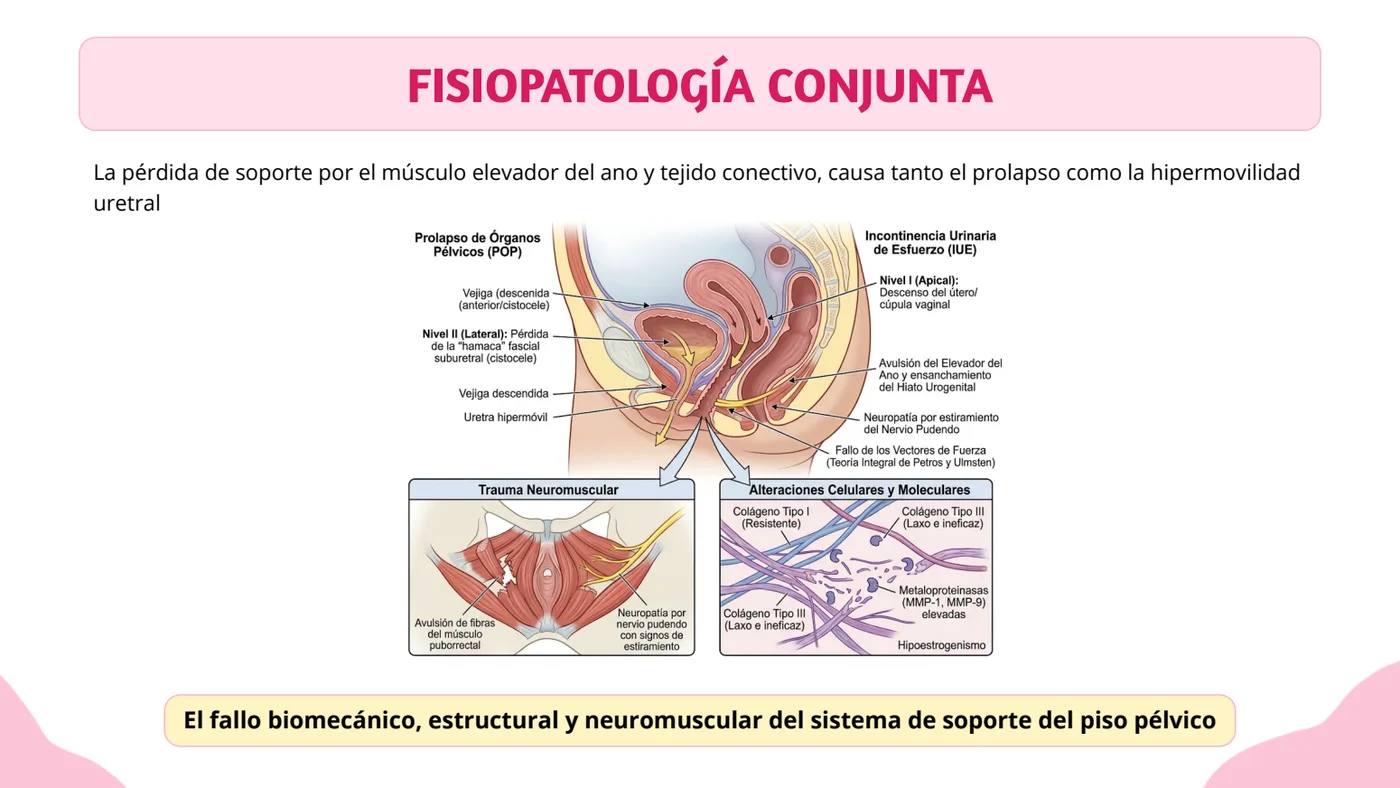 FISIOPATOLOGÍA CONJUNTA
La pérdida de soporte por el músculo elevador del ano y tejido conectivo, causa tanto el prolapso como la hipermovilidad
uretral
Prolapso de Órganos
Pélvicos (POP)
Vejiga (descenida
(anterior/cistocele)
Nivel II (Lateral): Pérdida
de la "hamaca" fascial
suburetral (cistocele)
Vejiga descendida
Uretra hipermóvil
Incontinencia Urinaria
de Esfuerzo (IUE)
Nivel I (Apical):
Descenso del útero/
cúpula vaginal
Avulsión del Elevador del
Ano y ensanchamiento
del Hiato Urogenital
Neuropatía por estiramiento
del Nervio Pudendo
Fallo de los Vectores de Fuerza
(Teoría Integral de Petros y Ulmsten)
Trauma Neuromuscular
Avulsión de fibras
del músculo
puborrectal
Neuropatía por
nervio pudendo
con signos de
estiramiento
Alteraciones Celulares y Moleculares
Colágeno Tipo I
(Resistente)
Colágeno Tipo III
(Laxo e ineficaz)
Colágeno Tipo III
(Laxo e ineficaz)
Metaloproteinasas
(MMP-1, MMP-9)
elevadas
Hipoestrogenismo
El fallo biomecánico, estructural y neuromuscular del sistema de soporte del piso pélvico